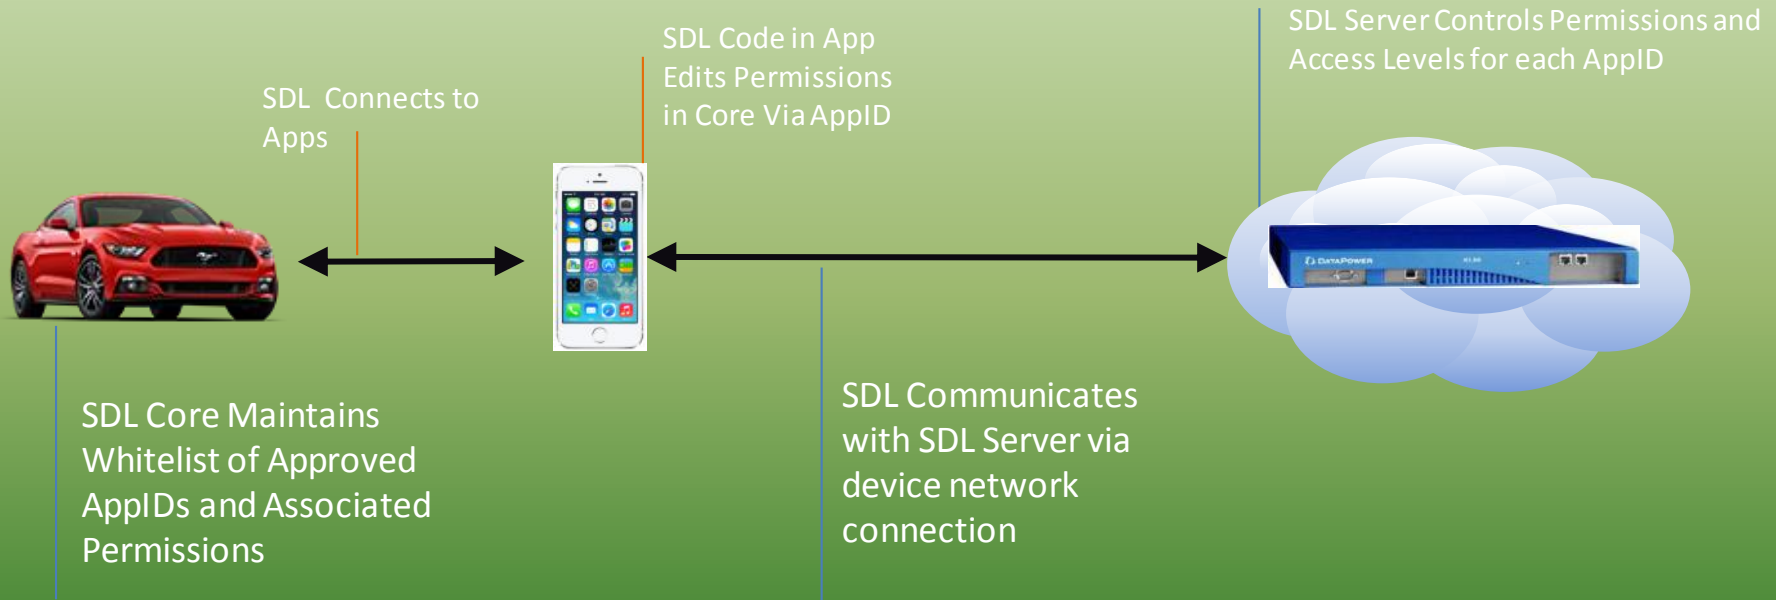 SDL Connects to
Apps
SDL Code in App
Edits Permissions
in Core Via AppID
SDL Server Controls Permissions and
Access Levels for each AppID
DATAPOWER
SDL Core Maintains
Whitelist of Approved
AppIDs and Associated
Permissions
SDL Communicates
with SDL Server via
device network
connection